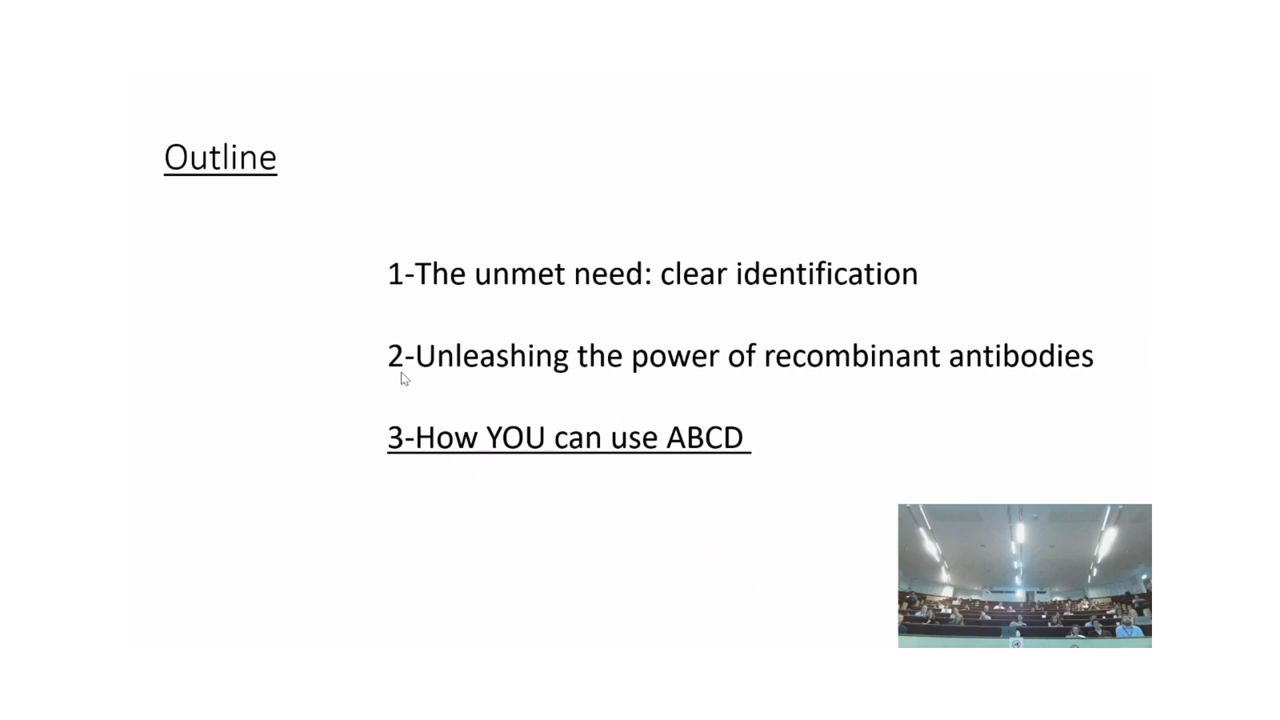 Outline
1-The unmet need: clear identification
2-Unleashing the power of recombinant antibodies
3-How YOU can use ABCD